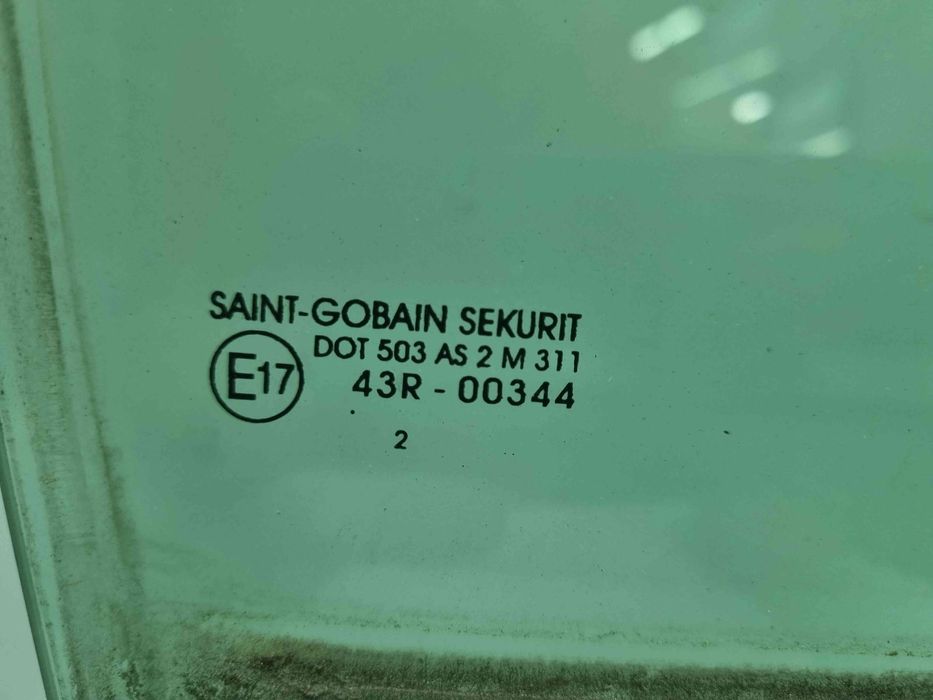 SAINT-GOBAIN SEKURIT
DOT 503 AS 2 M 311
E17
43R - 00344
2